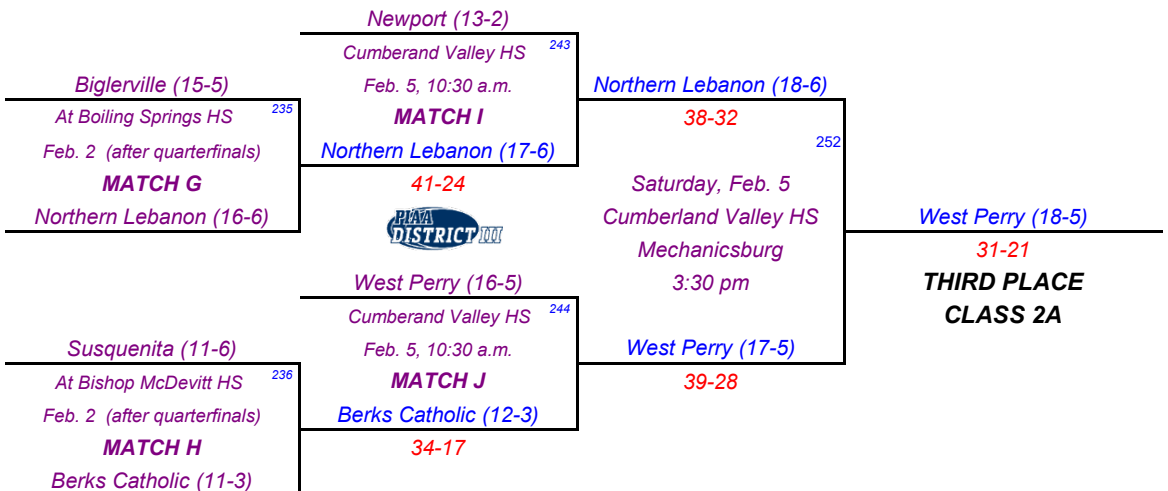 Newport (13-2)
Cumberand Valley HS 243
Feb. 5, 10:30 a.m.
MATCH I
Northern Lebanon (17-6)
41-24
Biglerville (15-5)
At Boiling Springs HS 235
Feb. 2 (after quarterfinals)
MATCH G
Northern Lebanon (16-6)
Northern Lebanon (18-6)
38-32
252
Saturday, Feb. 5
Cumberland Valley HS
Mechanicsburg
3:30 pm
West Perry (18-5)
31-21
THIRD PLACE
CLASS 2A
PIAA
DISTRICT III
West Perry (16-5)
Cumberand Valley HS 244
Feb. 5, 10:30 a.m.
MATCH J
Berks Catholic (12-3)
34-17
West Perry (17-5)
39-28
Susquenita (11-6)
At Bishop McDevitt HS 236
Feb. 2 (after quarterfinals)
MATCH H
Berks Catholic (11-3)